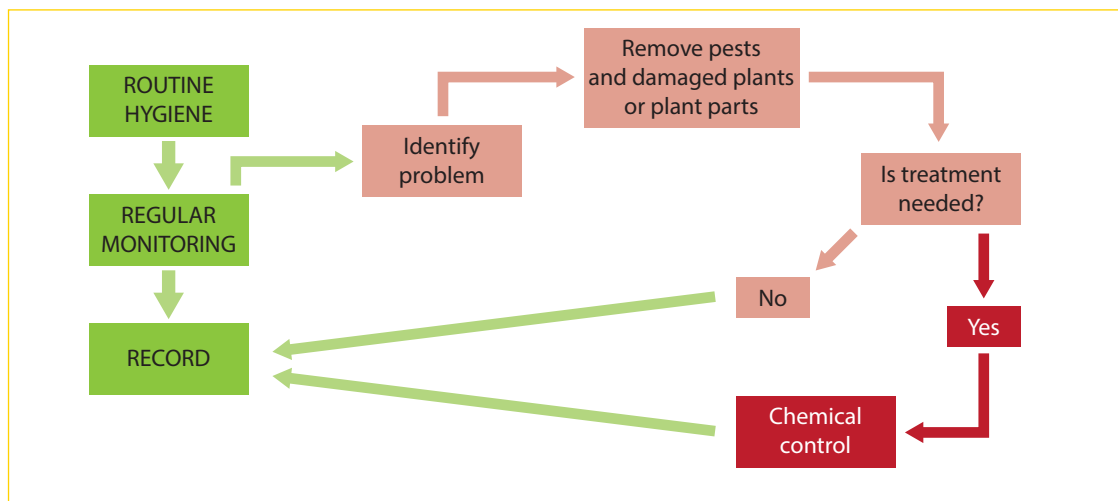 ROUTINE
HYGIENE
REGULAR
MONITORING
RECORD
Identify
problem
Remove pests
and damaged plants
or plant parts
Is treatment
needed?
No
Yes
Chemical
control